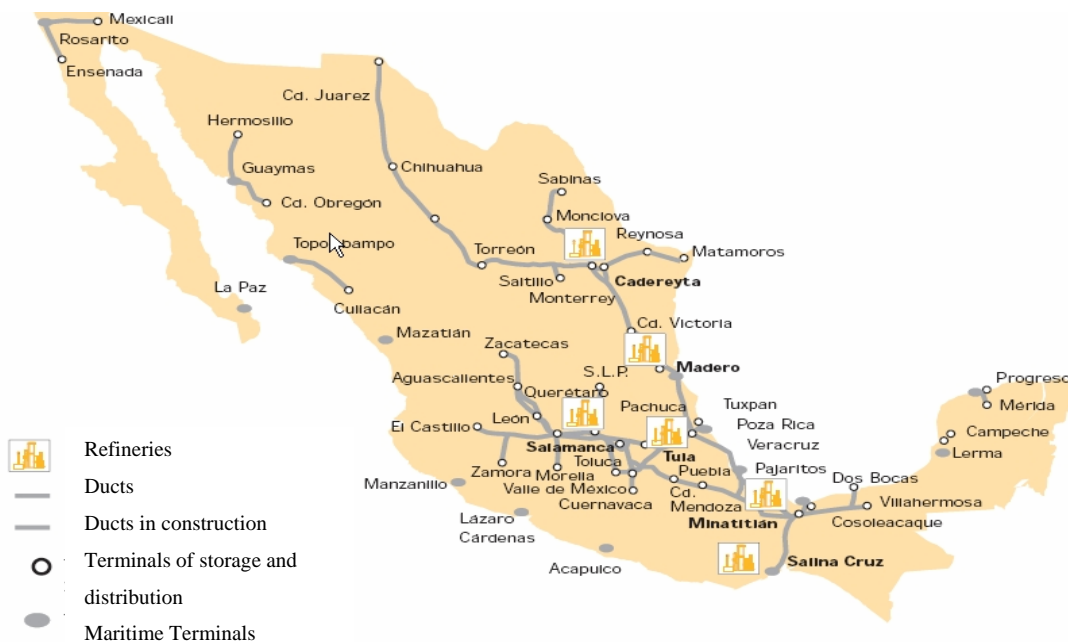 Mexicali
Rosarito
Ensenada
Cd. Juarez
Hermosillo
Chihuahua
Guaymas
Sabinas
Cd. Obregón
Monclova
Reynosa
Topolobampo
Torreón
Matamoros
Saltillo
Cadereyta
La Paz
Monterrey
Culiacán
Cd. Victoria
Mazatlán
Zacatecas
S.L.P.
Madero
Aguascalientes
Querétaro
Progreso
Pachuca
Tuxpan
Mérida
León
El Castillo
Poza Rica
Campeche
Salamanca
Veracruz
Tula
Lerma
Toluca
Zamora
Morelia
Puebla
Pajaritos
Dos Bocas
Manzanillo
Valle de México
Cd.
Mendoza
Cuernavaca
Villahermosa
Minatitlán
Cosoleacaque
Lázaro
Cárdenas
Salina Cruz
Acapulco
Refineries
Ducts
Ducts in construction
Terminals of storage and
distribution
Maritime Terminals